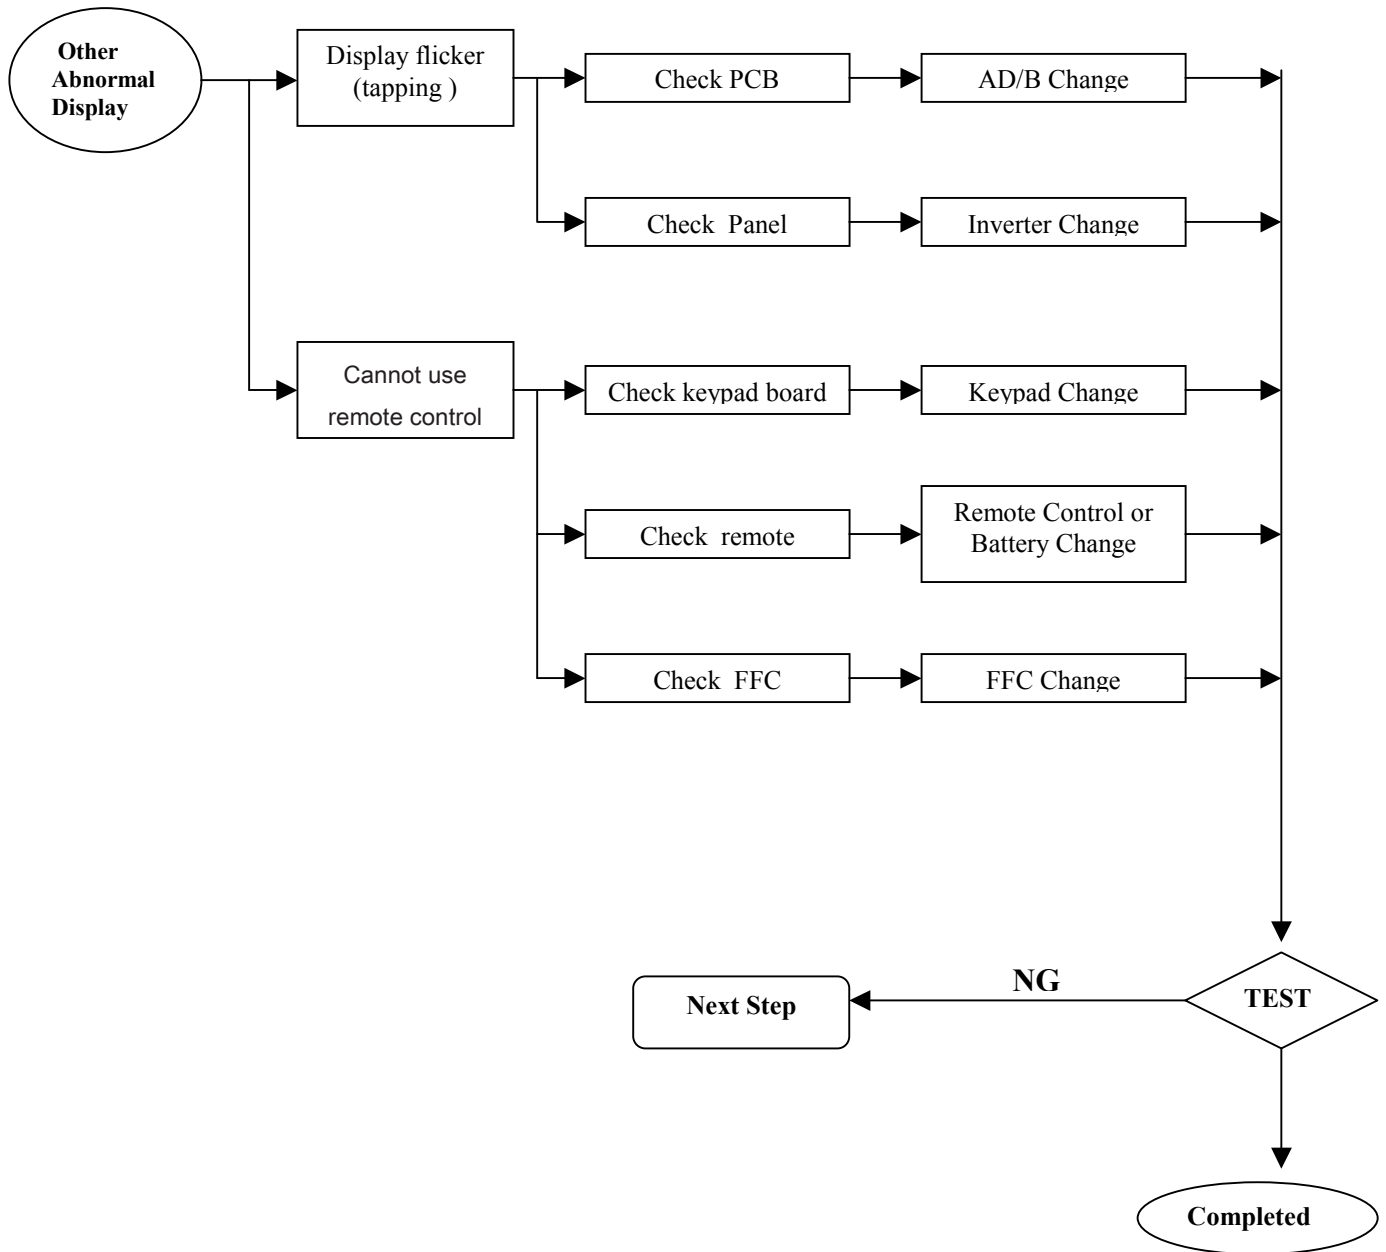 Other
Abnormal
Display
Display flicker
(tapping )
Check PCB
AD/B Change
Check  Panel
Inverter Change
Cannot use
remote control
Check keypad board
Keypad Change
Check  remote
Remote Control or
Battery Change
Check  FFC
FFC Change
NG
Next Step
TEST
Completed